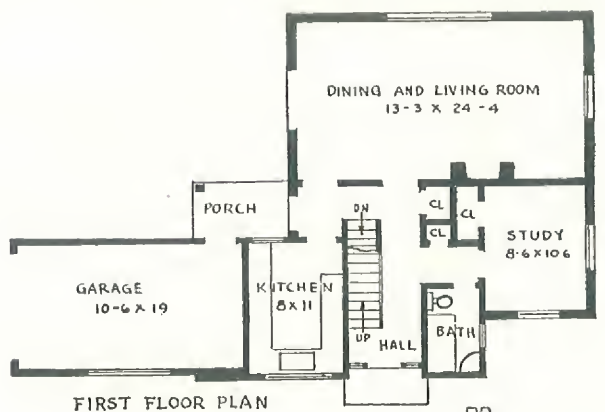 DINING AND LIVING ROOM
13-3 X 24-4
PORCH
DN
CL
CL
CL
STUDY
8-6 X 10 6
GARAGE
10-6 X 19
KITCHEN
8 X 11
UP
HALL
BATH
FIRST FLOOR PLAN